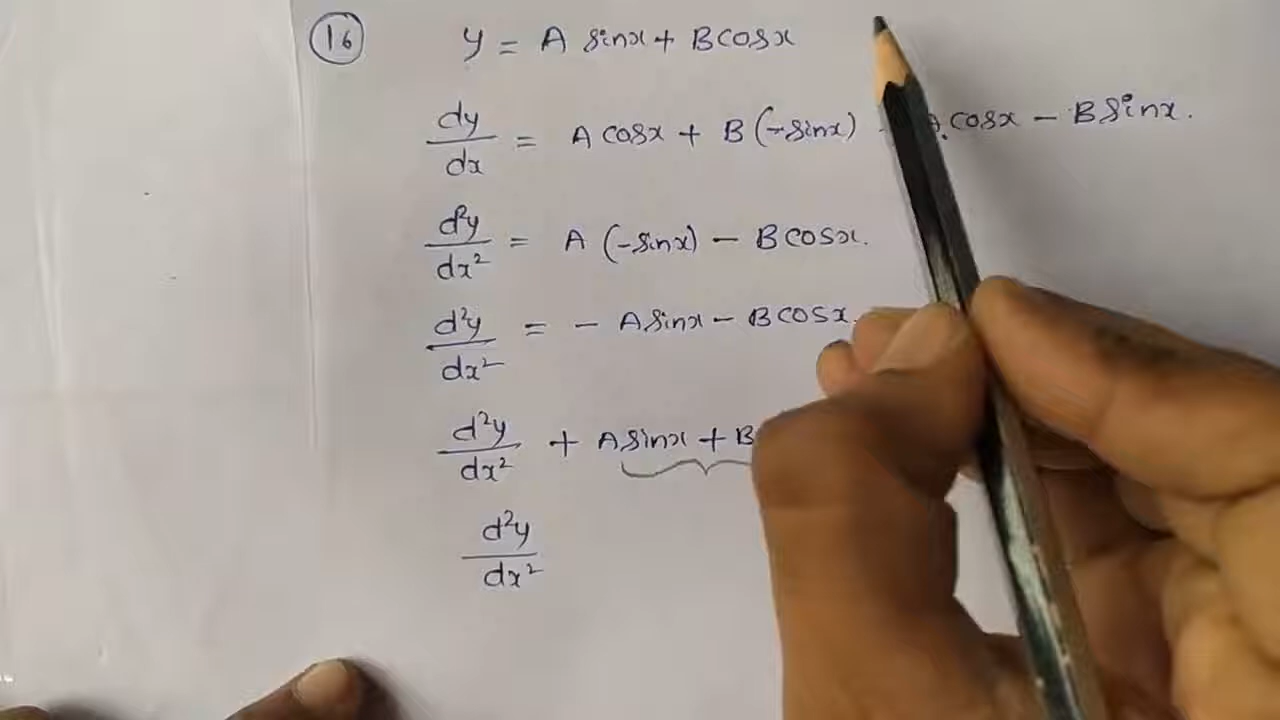 16 y = A sinx + B cosx
dy/dx = A cosx + B (-sinx) A cosx - B sinx.
d²y/dx² = A (-sinx) - B cosx.
d²y/dx² = - A sinx - B cosx.
d²y/dx² + A sinx + B
d²y/dx²